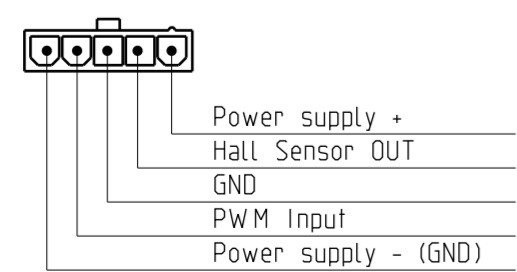 Power supply +
Hall Sensor OUT
GND
PWM Input
Power supply - (GND)